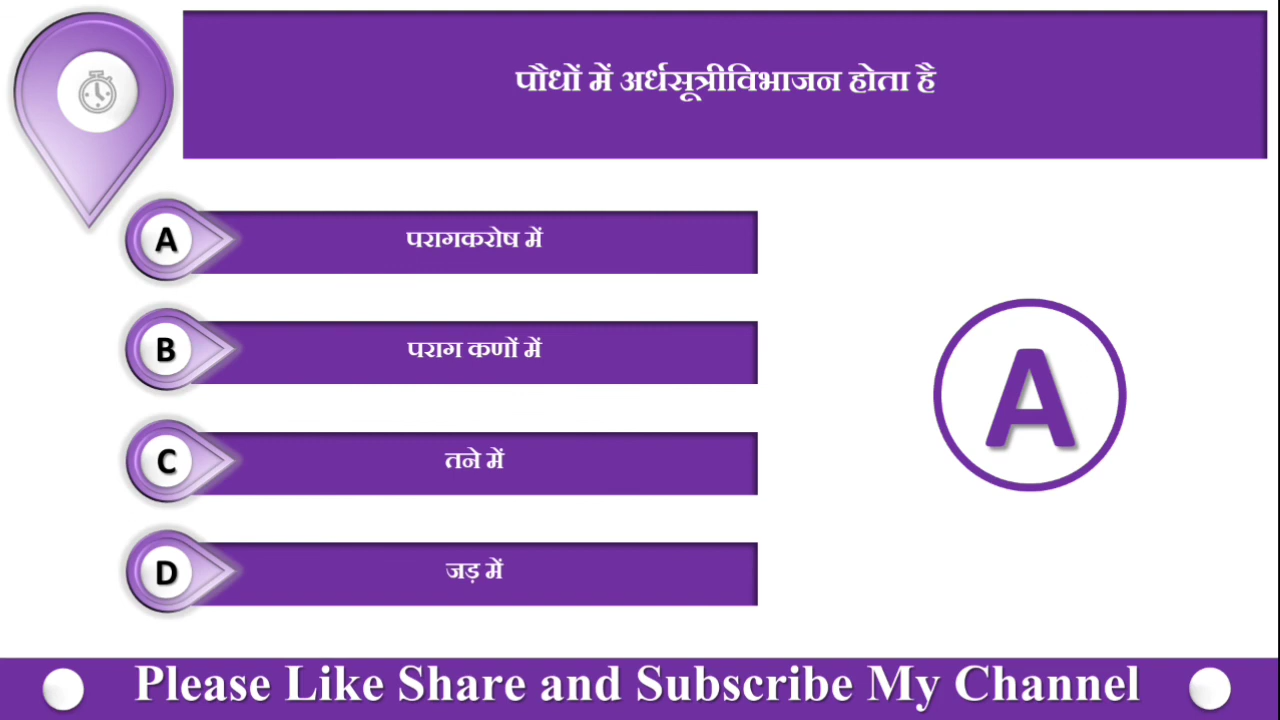 पौधों में अर्धसूत्रीविभाजन होता है
A परागकरोष में
B पराग कणों में
A
C तने में
D जड़ में
Please Like Share and Subscribe My Channel